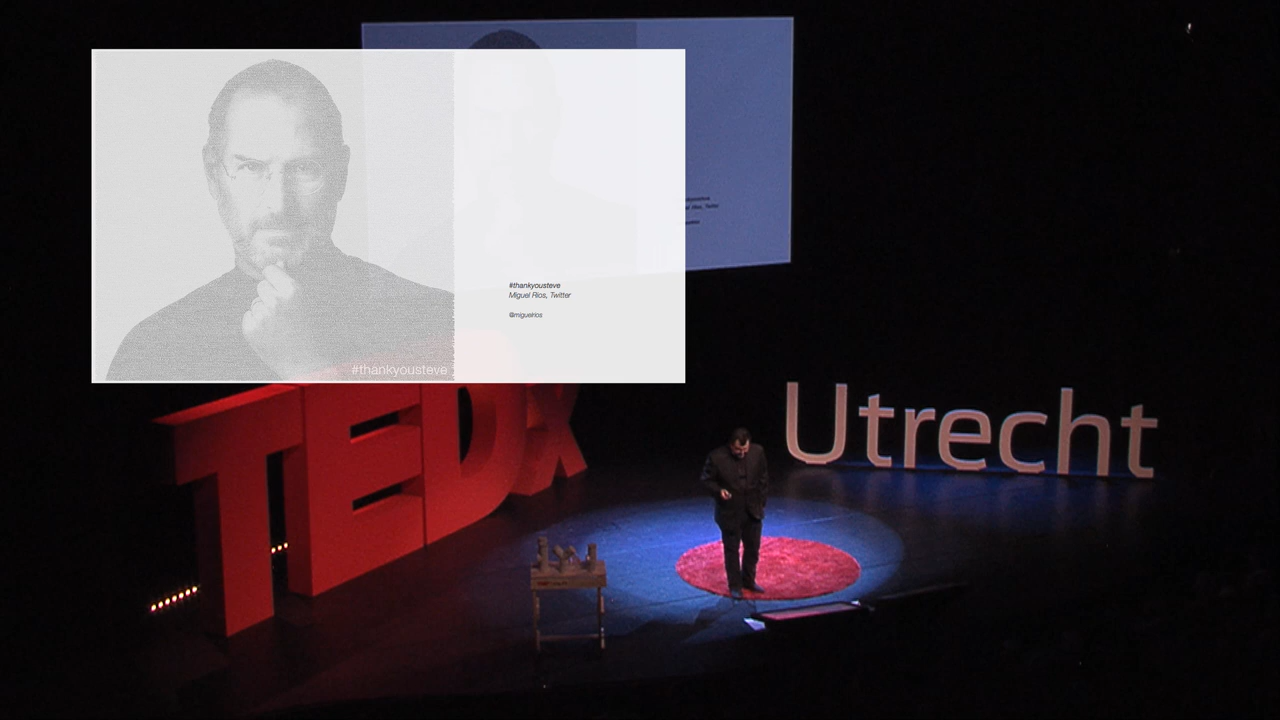 #thankyousteve
Miguel Rios, Twitter
@miguelrios
#thankyousteve
TEDx
Utrecht